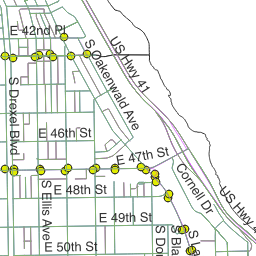 E 42nd Pl
US Hwy 41
S Oakenwald Ave
S Drexel Blvd
E 46th St
E 47th St
Cornell Dr
US Hwy 4
E 48th St
S Ellis Ave
E 49th St
E 50th St